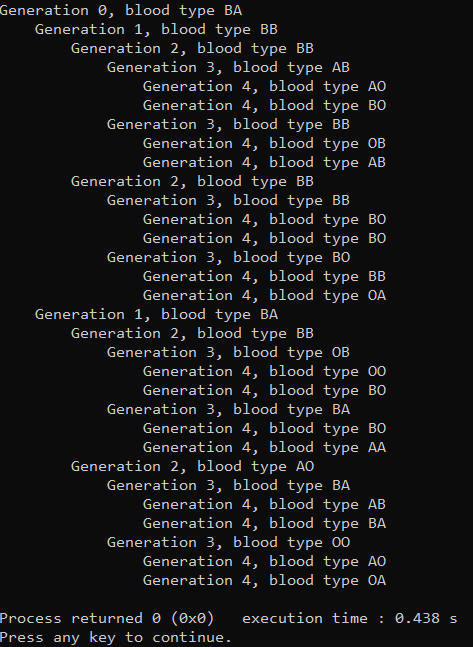 Generation 0, blood type BA
    Generation 1, blood type BB
        Generation 2, blood type BB
            Generation 3, blood type AB
                Generation 4, blood type AO
                Generation 4, blood type BO
            Generation 3, blood type BB
                Generation 4, blood type OB
                Generation 4, blood type AB
        Generation 2, blood type BB
            Generation 3, blood type BB
                Generation 4, blood type BO
                Generation 4, blood type BO
            Generation 3, blood type BO
                Generation 4, blood type BB
                Generation 4, blood type OA
    Generation 1, blood type BA
        Generation 2, blood type BB
            Generation 3, blood type OB
                Generation 4, blood type OO
                Generation 4, blood type BO
            Generation 3, blood type BA
                Generation 4, blood type BO
                Generation 4, blood type AA
        Generation 2, blood type AO
            Generation 3, blood type BA
                Generation 4, blood type AB
                Generation 4, blood type BA
            Generation 3, blood type OO
                Generation 4, blood type AO
                Generation 4, blood type OA

Process returned 0 (0x0)   execution time : 0.438 s
Press any key to continue.